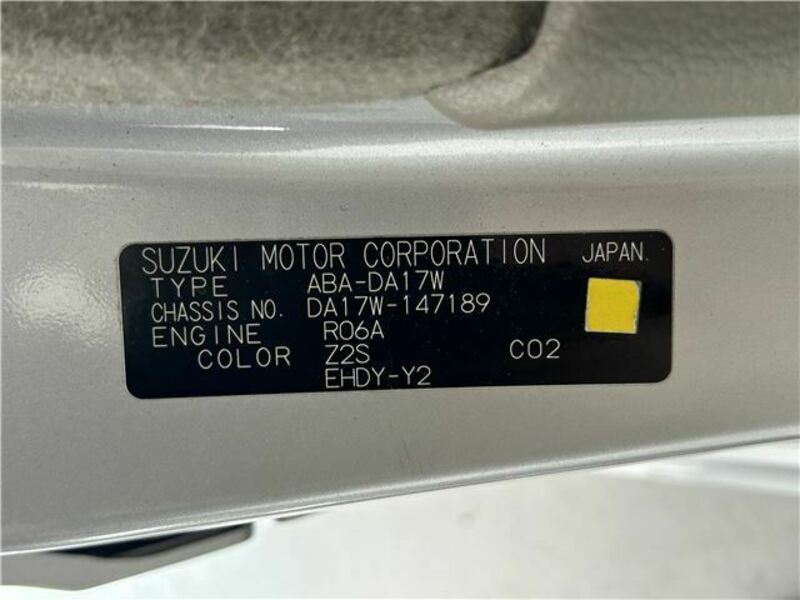 SUZUKI MOTOR CORPORATION JAPAN.
TYPE ABA-DA17W
CHASSIS NO. DA17W-147189
ENGINE R06A
COLOR Z2S C02
EHDY-Y2